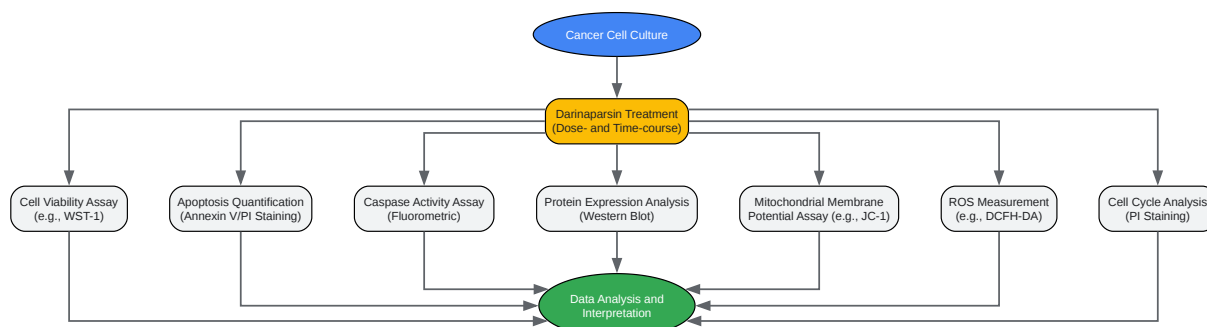 Cancer Cell Culture
Darinaparsin Treatment
(Dose- and Time-course)
Cell Viability Assay
(e.g., WST-1)
Apoptosis Quantification
(Annexin V/PI Staining)
Caspase Activity Assay
(Fluorometric)
Protein Expression Analysis
(Western Blot)
Mitochondrial Membrane
Potential Assay (e.g., JC-1)
ROS Measurement
(e.g., DCFH-DA)
Cell Cycle Analysis
(PI Staining)
Data Analysis and
Interpretation